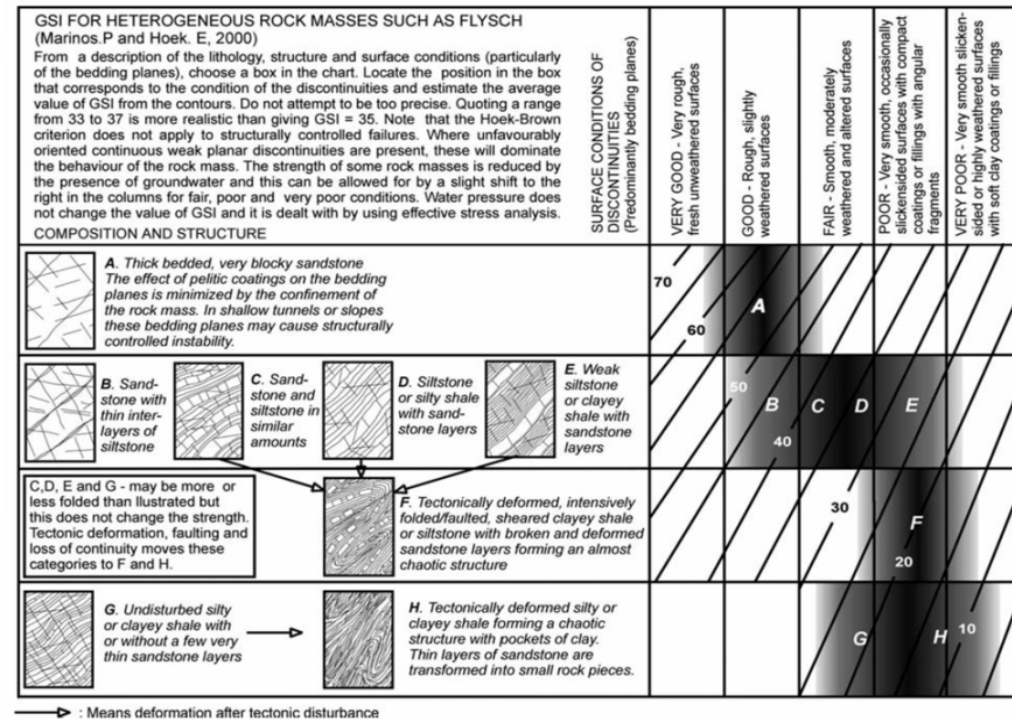 GSI FOR HETEROGENEOUS ROCK MASSES SUCH AS FLYSCH
(Marinos.P and Hoek. E, 2000)
From a description of the lithology, structure and surface conditions (particularly
of the bedding planes), choose a box in the chart. Locate the position in the box
that corresponds to the condition of the discontinuities and estimate the average
value of GSI from the contours. Do not attempt to be too precise. Quoting a range
from 33 to 37 is more realistic than giving GSI = 35. Note that the Hoek-Brown
criterion does not apply to structurally controlled failures. Where unfavourably
oriented continuous weak planar discontinuities are present, these will dominate
the behaviour of the rock mass. The strength of some rock masses is reduced by
the presence of groundwater and this can be allowed for by a slight shift to the
right in the columns for fair, poor and very poor conditions. Water pressure does
not change the value of GSI and it is dealt with by using effective stress analysis.
COMPOSITION AND STRUCTURE
SURFACE CONDITIONS OF
DISCONTINUITIES
(Predominantly bedding planes)
VERY GOOD - Very rough,
fresh unweathered surfaces
GOOD - Rough, slightly
weathered surfaces
FAIR - Smooth, moderately
weathered and altered surfaces
POOR - Very smooth, occasionally
slickensided surfaces with compact
coatings or fillings with angular
fragments
VERY POOR - Very smooth slicken-
sided or highly weathered surfaces
with soft clay coatings or fillings
A. Thick bedded, very blocky sandstone
The effect of pelitic coatings on the bedding
planes is minimized by the confinement of
the rock mass. In shallow tunnels or slopes
these bedding planes may cause structurally
controlled instability.
70
60
A
B. Sand-
stone with
thin inter-
layers of
siltstone
C. Sand-
stone and
siltstone in
similar
amounts
D. Siltstone
or silty shale
with sand-
stone layers
E. Weak
siltstone
or clayey
shale with
sandstone
layers
50
B
C
D
E
40
C,D, E and G - may be more or
less folded than llustrated but
this does not change the strength.
Tectonic deformation, faulting and
loss of continuity moves these
categories to F and H.
F. Tectonically deformed, intensively
folded/faulted, sheared clayey shale
or siltstone with broken and deformed
sandstone layers forming an almost
chaotic structure
30
F
20
G. Undisturbed silty
or clayey shale with
or without a few very
thin sandstone layers
H. Tectonically deformed silty or
clayey shale forming a chaotic
structure with pockets of clay.
Thin layers of sandstone are
transformed into small rock pieces.
G
H
10
: Means deformation after tectonic disturbance